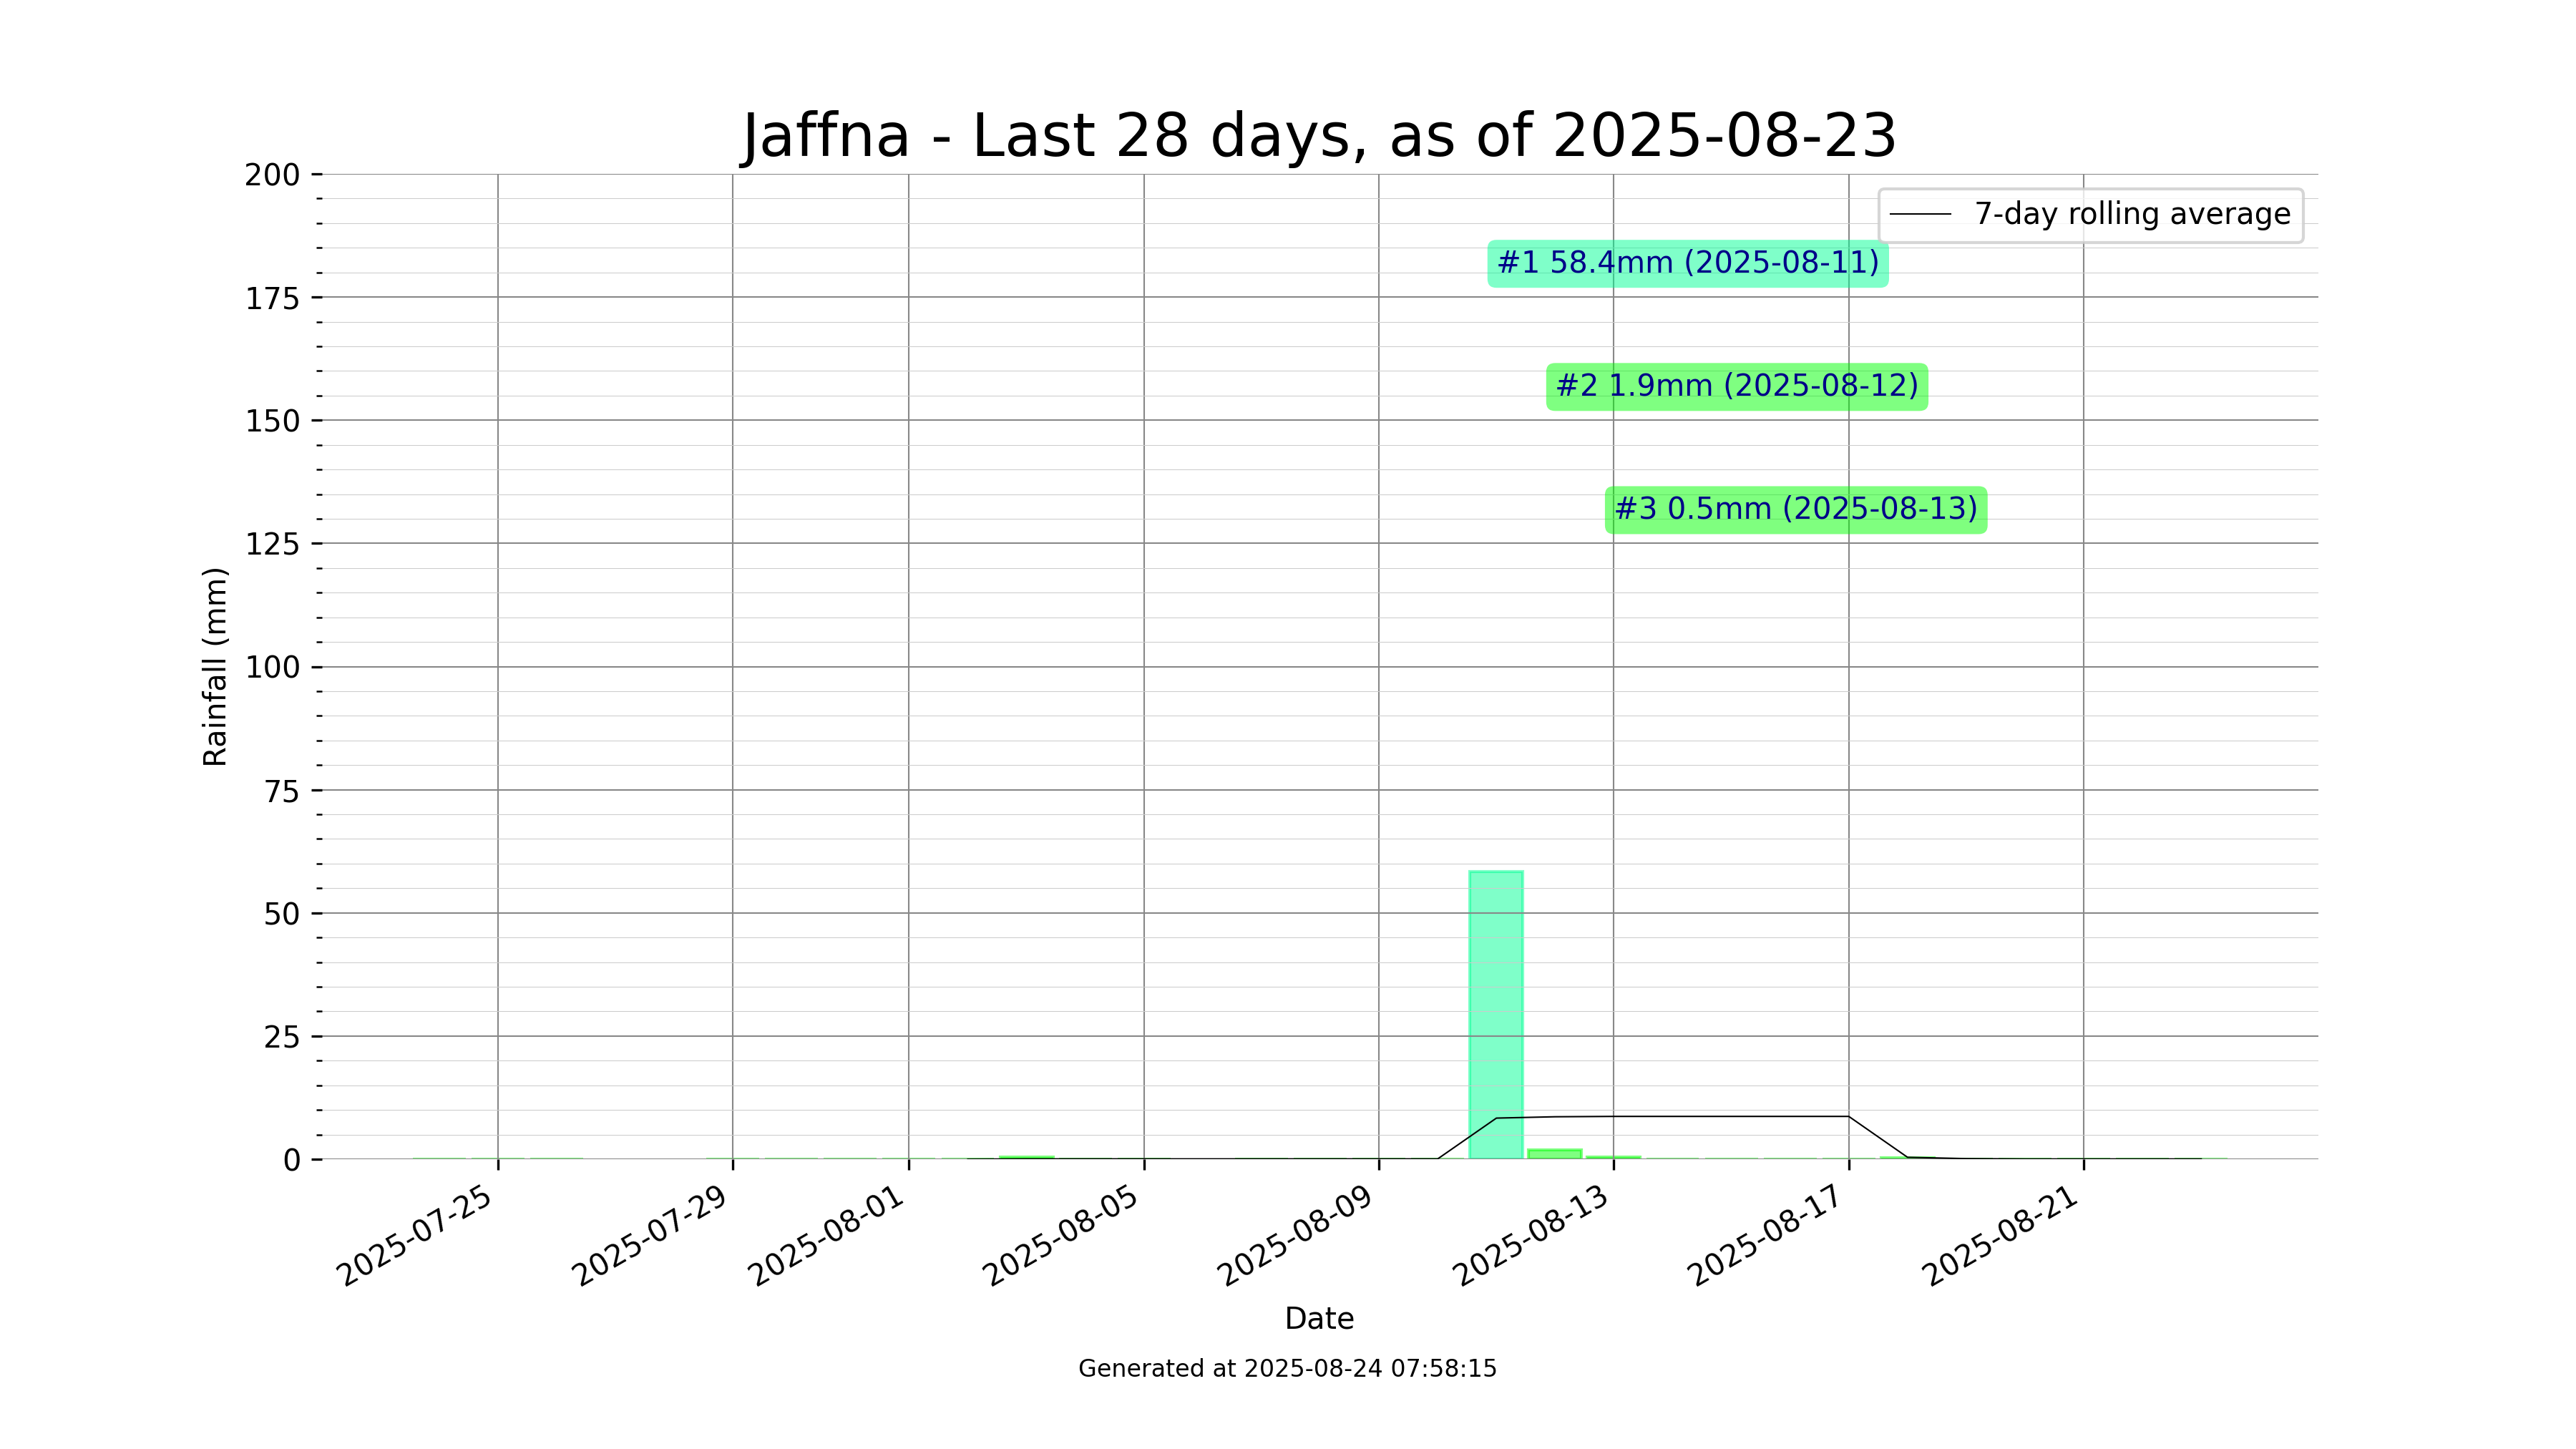 Jaffna - Last 28 days, as of 2025-08-23
200
175
150
125
100
75
50
25
0
Rainfall (mm)
7-day rolling average
#1 58.4mm (2025-08-11)
#2 1.9mm (2025-08-12)
#3 0.5mm (2025-08-13)
2025-07-25
2025-07-29
2025-08-01
2025-08-05
2025-08-09
2025-08-13
2025-08-17
2025-08-21
Date
Generated at 2025-08-24 07:58:15